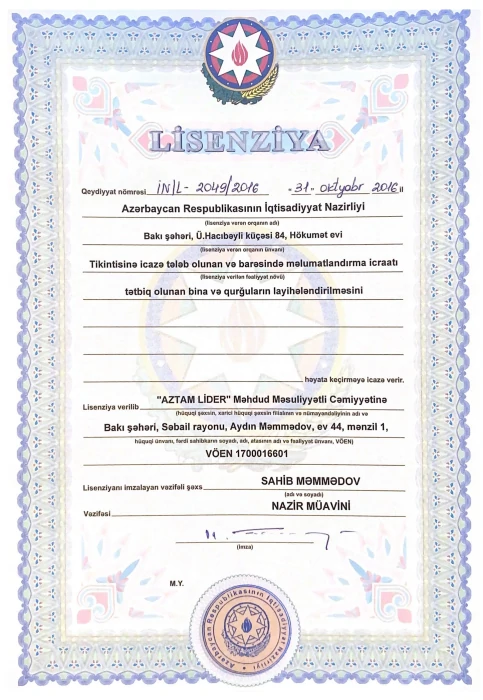 LİSENZİYA
Qeydiyyat nömrəsi İN/L- 2049/2016 "31" oktyabr 2016 il
Azərbaycan Respublikasının İqtisadiyyat Nazirliyi
(lisenziya verən orqanın adı)
Bakı şəhəri, Ü.Hacıbəyli küçəsi 84, Hökumət evi
(lisenziya verən orqanın ünvanı)
Tikintisinə icazə tələb olunan və barəsində məlumatlandırma icraatı
(lisenziya verilən fəaliyyət növü)
tətbiq olunan bina və qurğuların layihələndirilməsini
həyata keçirməyə icazə verir.
Lisenziya verilib "AZTAM LİDER" Məhdud Məsuliyyətli Cəmiyyətinə
(hüquqi şəxsin, xarici hüquqi şəxsin filialının və nümayəndəliyinin adı və
Bakı şəhəri, Səbail rayonu, Aydın Məmmədov, ev 44, mənzil 1,
hüquqi ünvanı, fərdi sahibkarın soyadı, adı, atasının adı və fəaliyyət ünvanı, VÖEN)
VÖEN 1700016601
Lisenziyanı imzalayan vəzifəli şəxs SAHİB MƏMMƏDOV
(adı və soyadı)
Vəzifəsi NAZİR MÜAVİNİ
(imza)
M.Y.
Azərbaycan Respublikasının İqtisadiyyat Nazirliyi